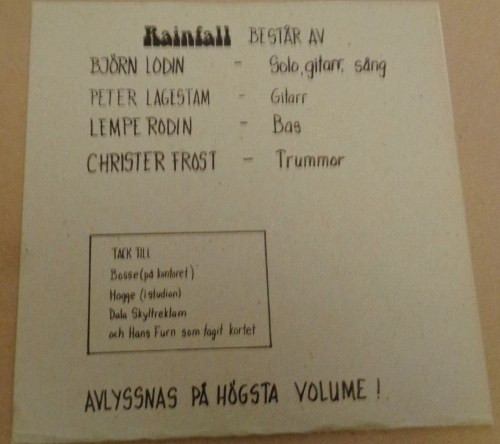 Rainfall BESTÅR AV
BJÖRN LODIN - Solo, gitarr, sång
PETER LAGESTAM - Gitarr
LEMPE RODIN - Bas
CHRISTER FROST - Trummor
TACK TILL
Bosse (på kontoret)
Hogge (i studion)
Dala Skyltreklam
och Hans Furn som tagit kortet
AVLYSSNAS PÅ HÖGSTA VOLUME!